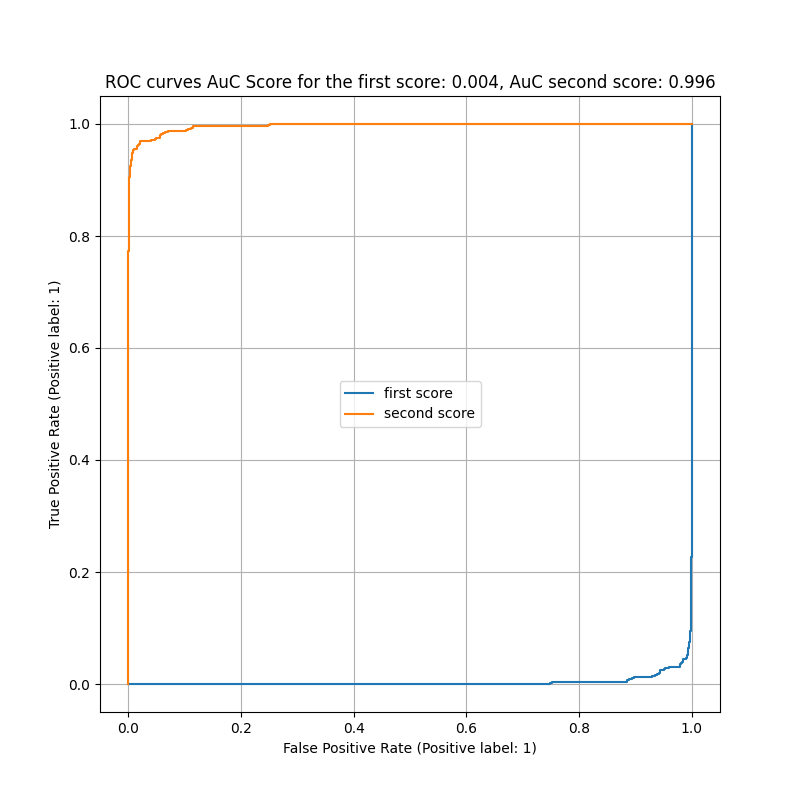 ROC curves AuC Score for the first score: 0.004, AuC second score: 0.996
1.0
0.8
0.6
0.4
0.2
0.0
True Positive Rate (Positive label: 1)
first score
second score
0.0 0.2 0.4 0.6 0.8 1.0
False Positive Rate (Positive label: 1)